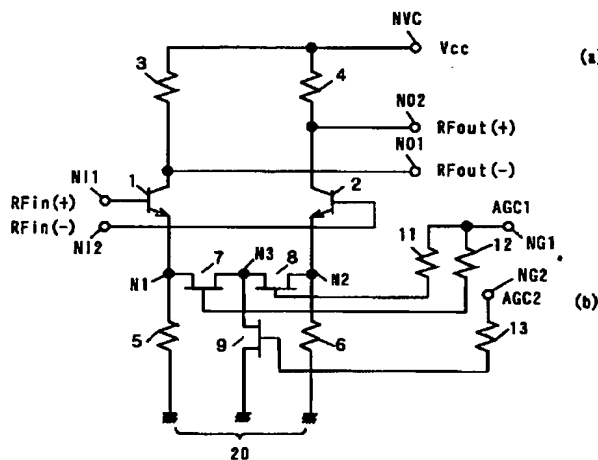 NVC
Vcc
(a)
3
4
NO2
RFout(+)
NO1
RFout(-)
NI1
1
2
RFin(+)
RFin(-)
NI2
AGC1
11
12
NG1
7
N3
8
N1
N2
NG2
AGC2
(b)
13
5
9
6
20